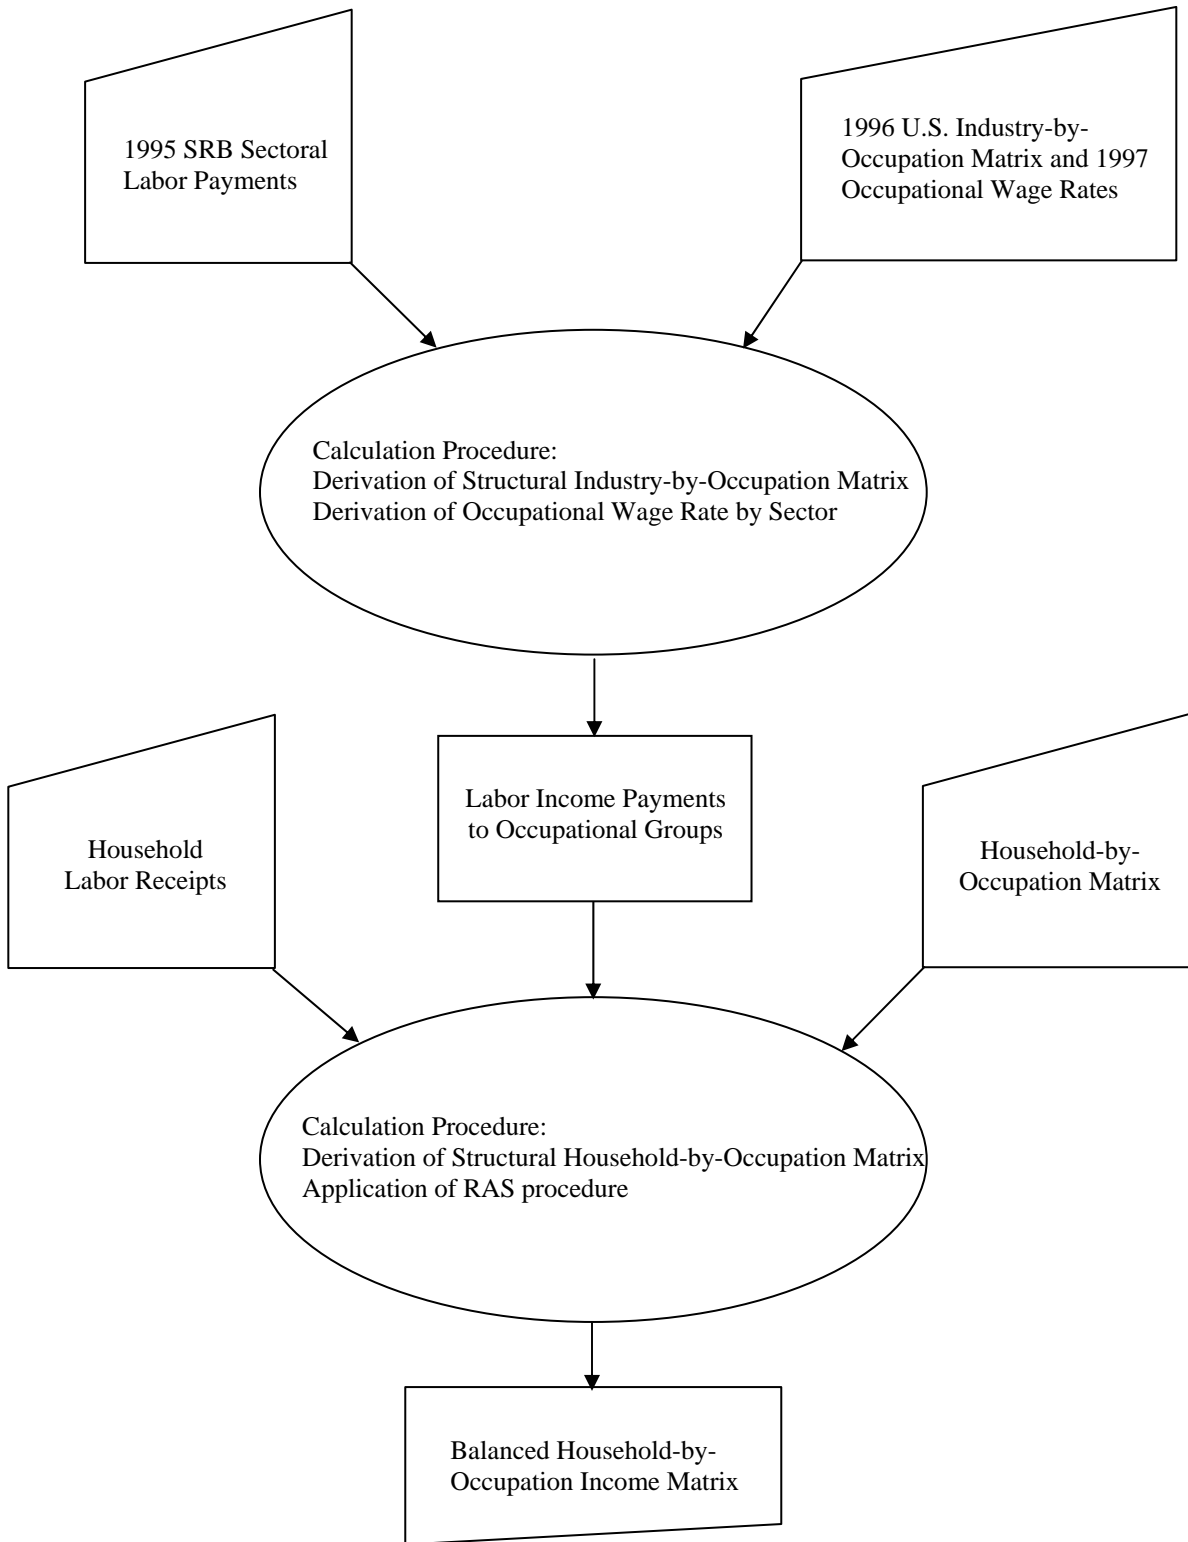 1995 SRB Sectoral
Labor Payments
1996 U.S. Industry-by-
Occupation Matrix and 1997
Occupational Wage Rates
Calculation Procedure:
Derivation of Structural Industry-by-Occupation Matrix
Derivation of Occupational Wage Rate by Sector
Labor Income Payments
to Occupational Groups
Household
Labor Receipts
Household-by-
Occupation Matrix
Calculation Procedure:
Derivation of Structural Household-by-Occupation Matrix
Application of RAS procedure
Balanced Household-by-
Occupation Income Matrix